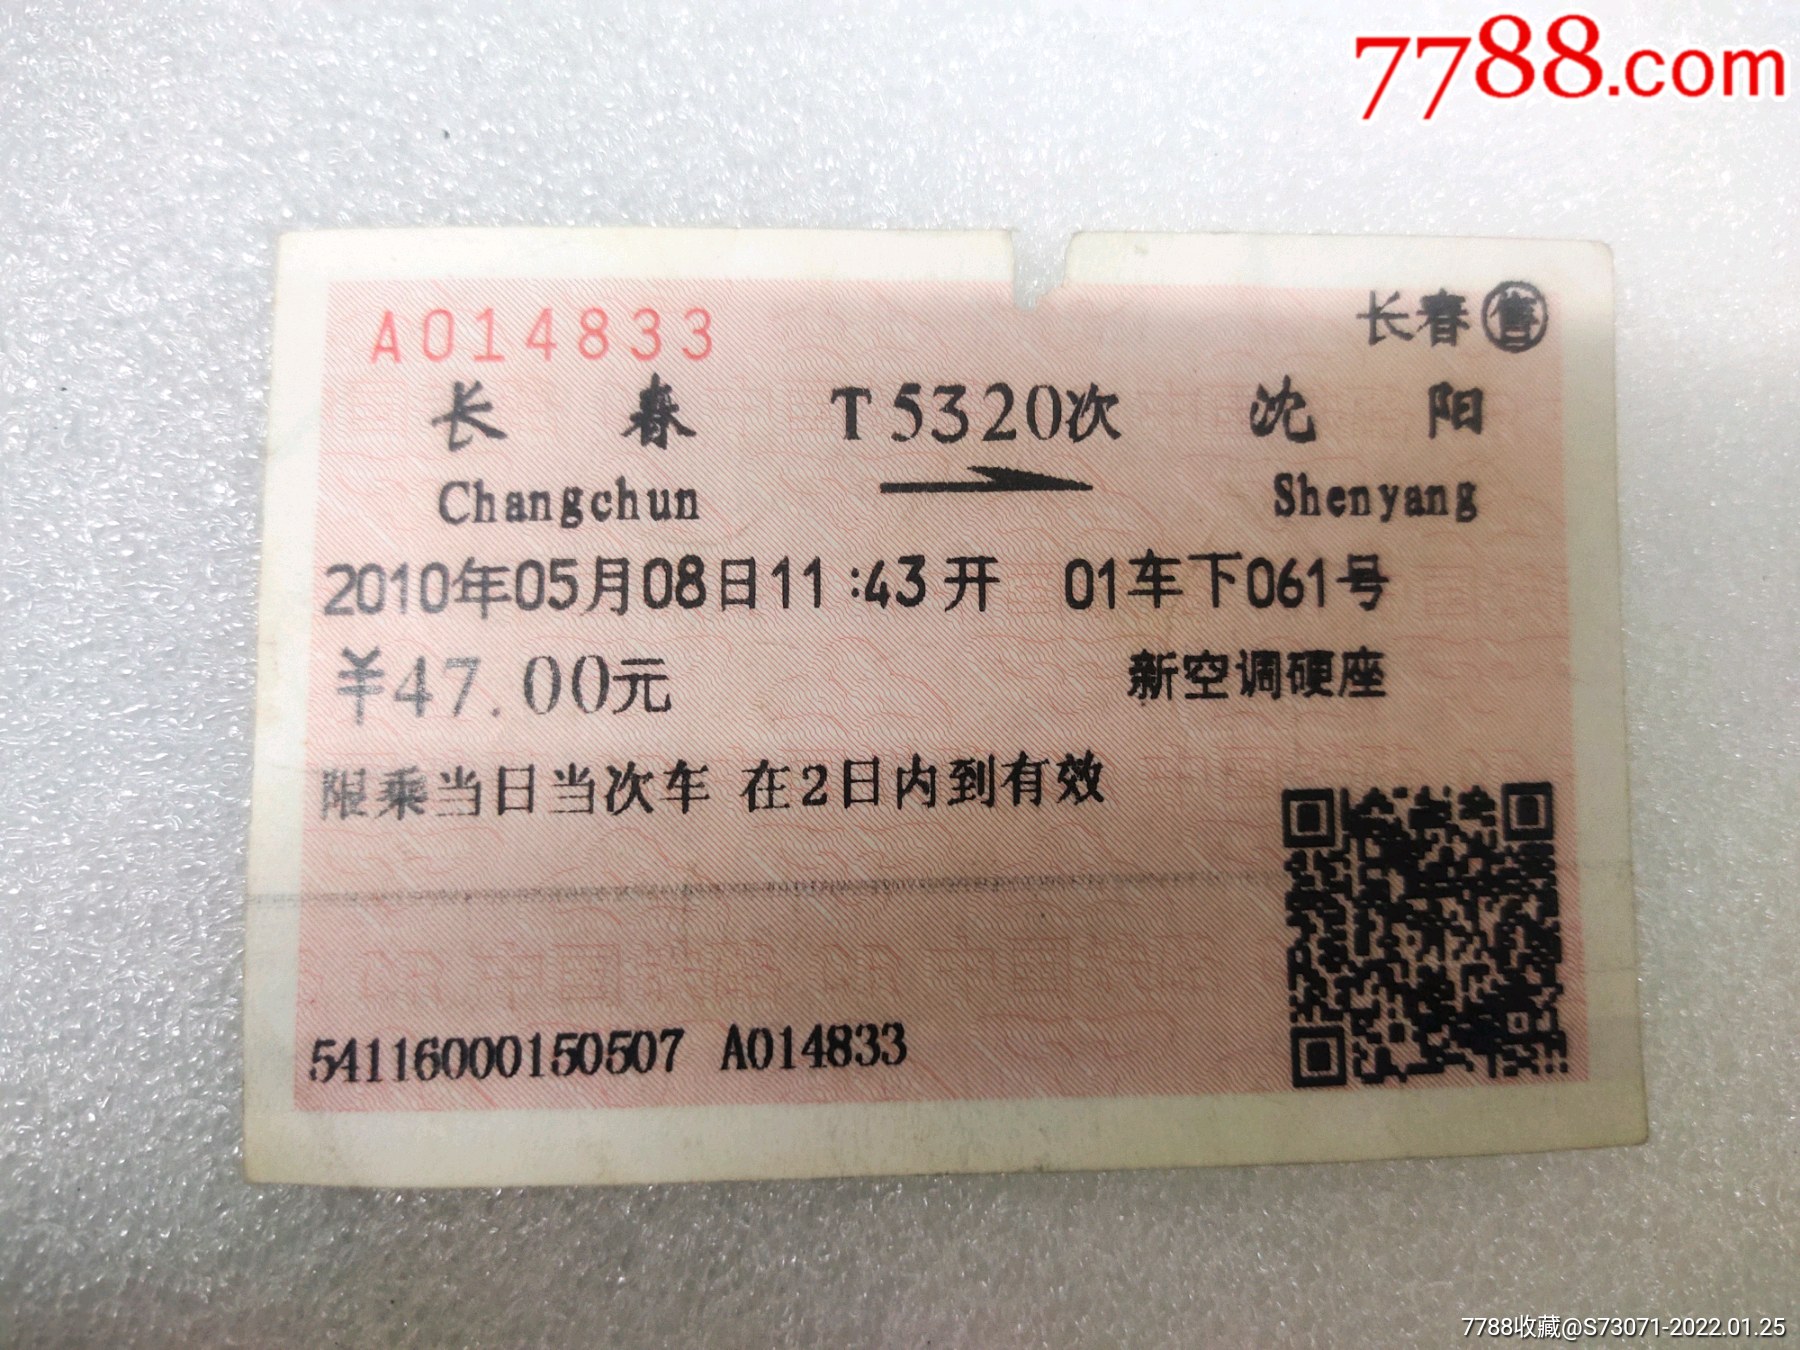 7788.com
A014833
长春售
长春 T5320次 沈阳
Changchun Shenyang
2010年05月08日11:43开 01车下061号
¥47.00元 新空调硬座
限乘当日当次车 在2日内到有效
54116000150507 A014833
7788收藏@S73071-2022.01.25